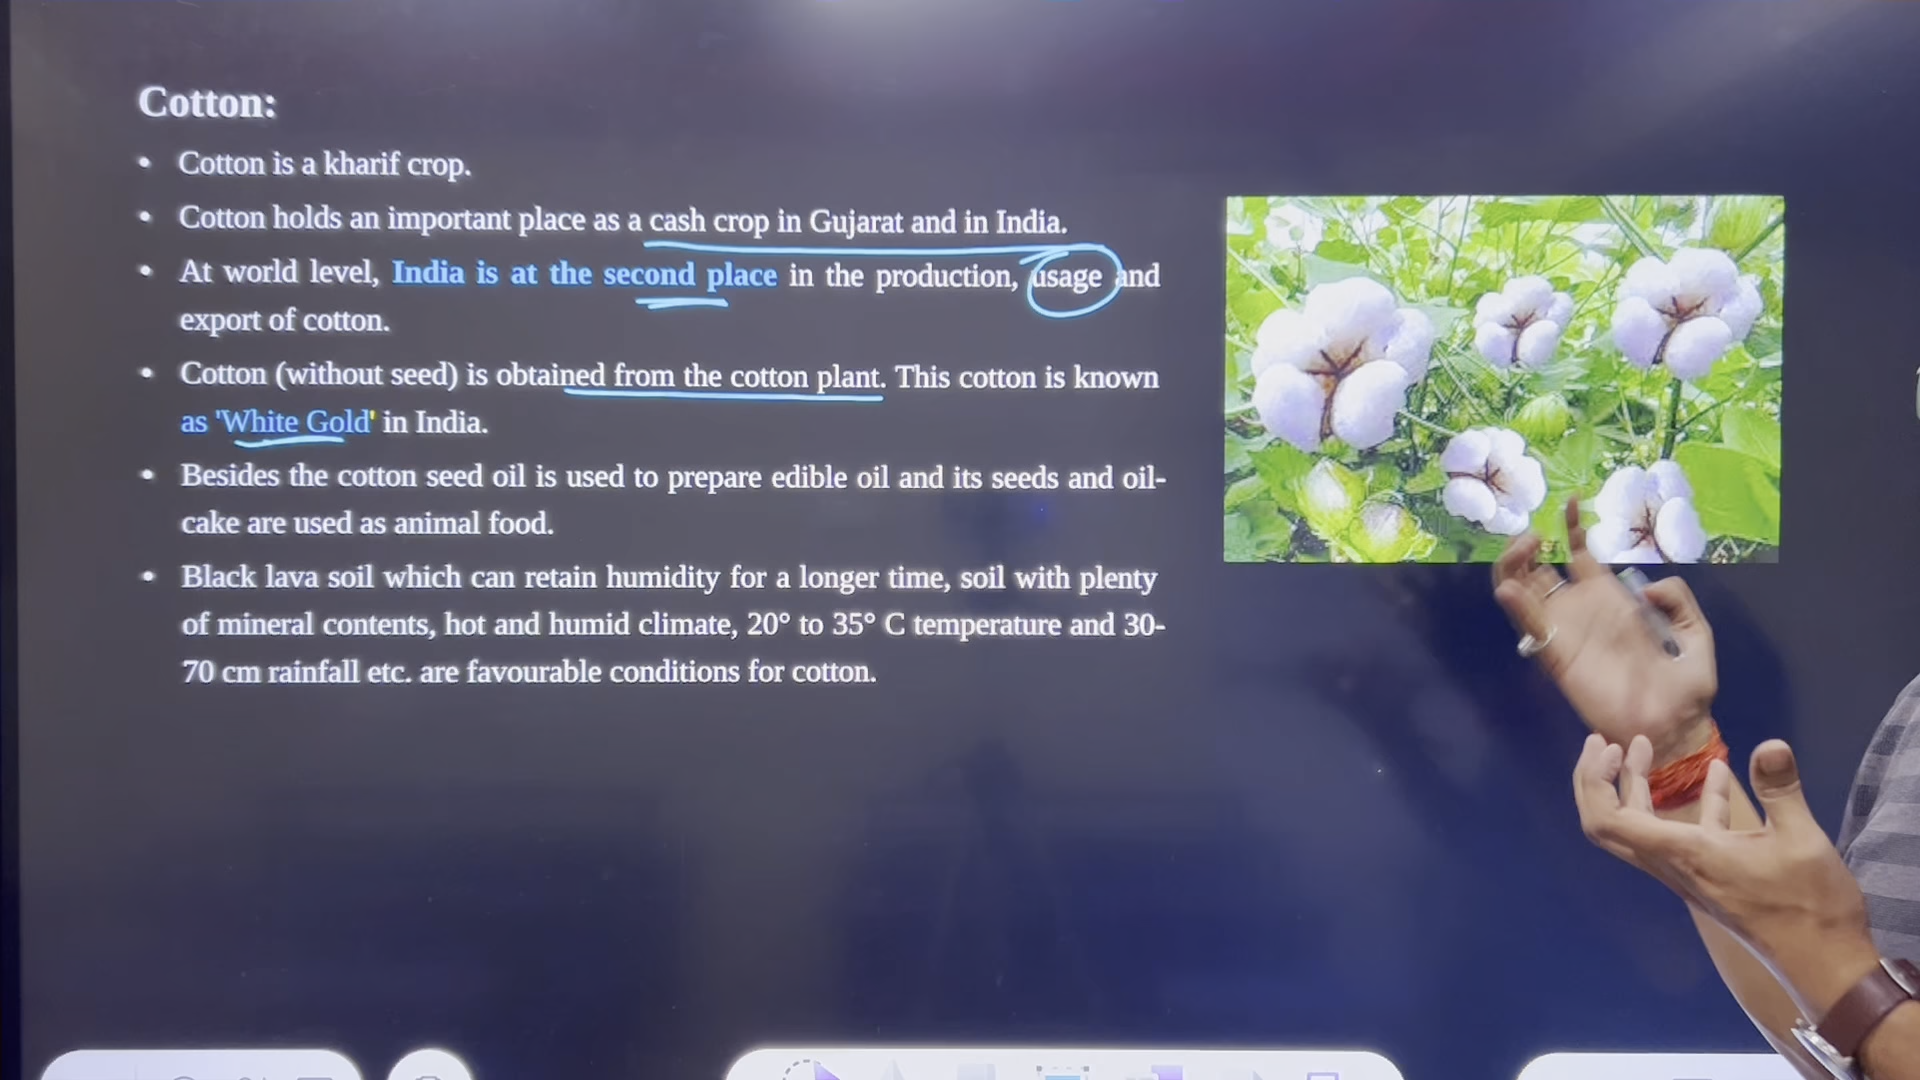 Cotton:
• Cotton is a kharif crop.
• Cotton holds an important place as a cash crop in Gujarat and in India.
• At world level, India is at the second place in the production, usage and
export of cotton.
• Cotton (without seed) is obtained from the cotton plant. This cotton is known
as 'White Gold' in India.
• Besides the cotton seed oil is used to prepare edible oil and its seeds and oil-
cake are used as animal food.
• Black lava soil which can retain humidity for a longer time, soil with plenty
of mineral contents, hot and humid climate, 20° to 35° C temperature and 30-
70 cm rainfall etc. are favourable conditions for cotton.